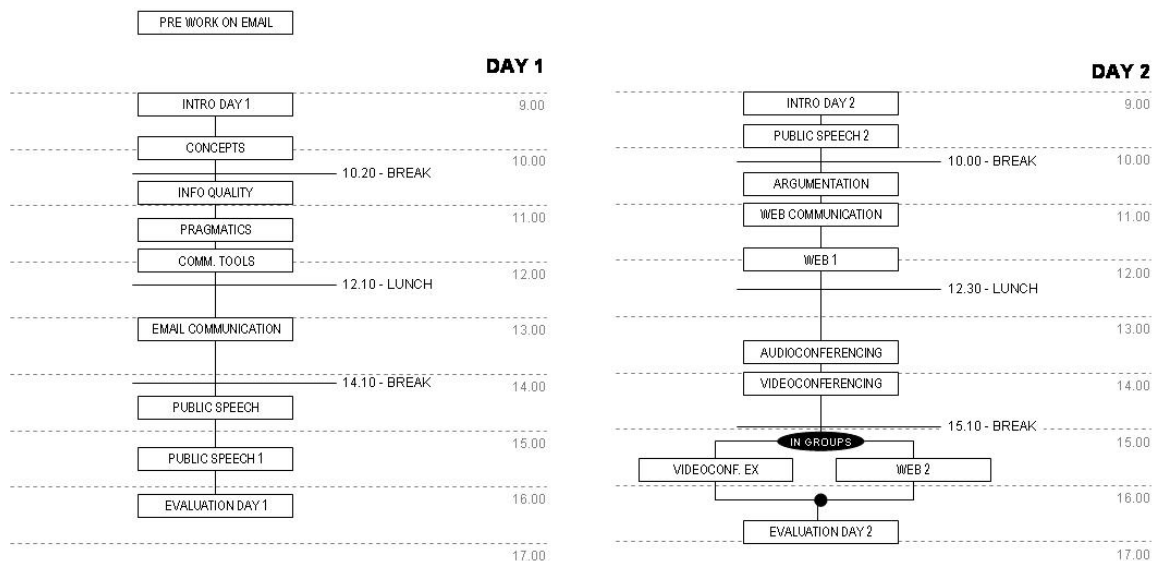 PRE WORK ON EMAIL
DAY 1
9.00
INTRO DAY 1
CONCEPTS
10.00
10.20 - BREAK
INFO QUALITY
11.00
PRAGMATICS
COMM. TOOLS
12.00
12.10 - LUNCH
EMAIL COMMUNICATION
13.00
14.10 - BREAK
14.00
PUBLIC SPEECH
15.00
PUBLIC SPEECH 1
16.00
EVALUATION DAY 1
17.00
DAY 2
INTRO DAY 2
9.00
PUBLIC SPEECH 2
10.00 - BREAK
10.00
ARGUMENTATION
WEB COMMUNICATION
11.00
WEB 1
12.00
12.30 - LUNCH
13.00
AUDIOCONFERENCING
VIDEOCONFERENCING
14.00
15.10 - BREAK
IN GROUPS
15.00
VIDEOCONF. EX
WEB 2
16.00
EVALUATION DAY 2
17.00